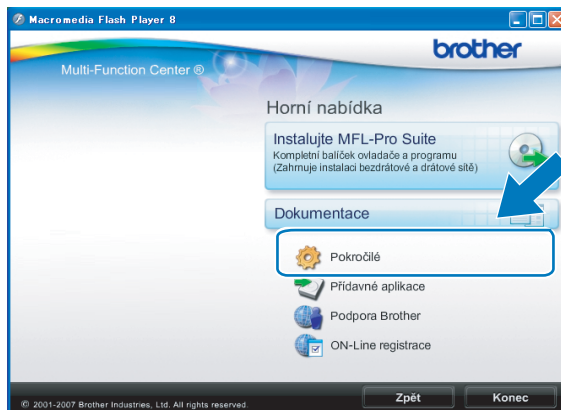 Macromedia Flash Player 8
brother
Multi-Function Center ®
Horní nabídka
Instalujte MFL-Pro Suite
Kompletní balíček ovladače a programu
(Zahrnuje instalaci bezdrátové a drátové sítě)
Dokumentace
Pokročilé
Přídavné aplikace
Podpora Brother
ON-Line registrace
© 2001-2007 Brother Industries, Ltd. All rights reserved.
Zpět
Konec